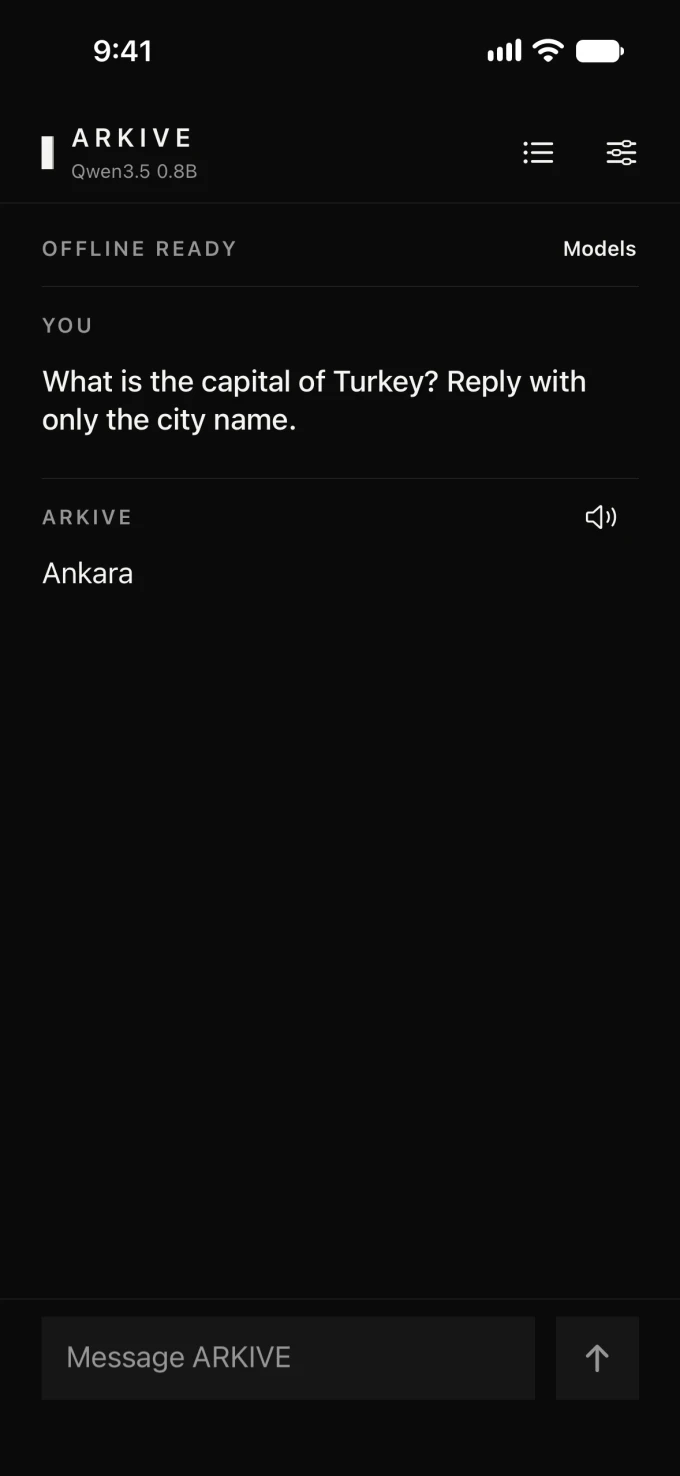 9:41
ARKIVE
Qwen3.5 0.8B
OFFLINE READY
Models
YOU
What is the capital of Turkey? Reply with
only the city name.
ARKIVE
Ankara
Message ARKIVE